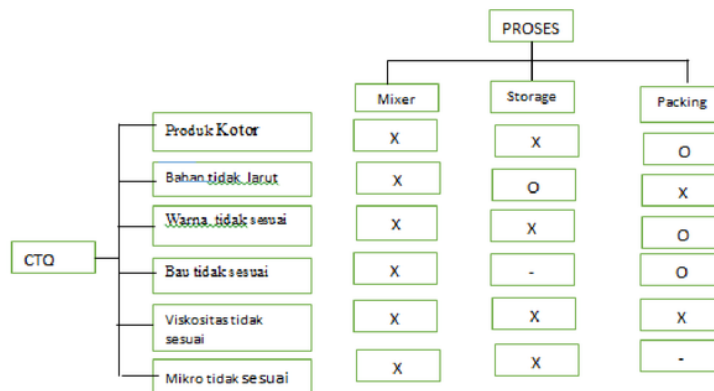 PROSES
Mixer
Storage
Packing
Produk Kotor
X
X
O
Bahan tidak larut
X
O
X
Warna tidak sesuai
X
X
O
CTQ
Bau tidak sesuai
X
-
O
Viskositas tidak
sesuai
X
X
X
Mikro tidak sesuai
X
X
-